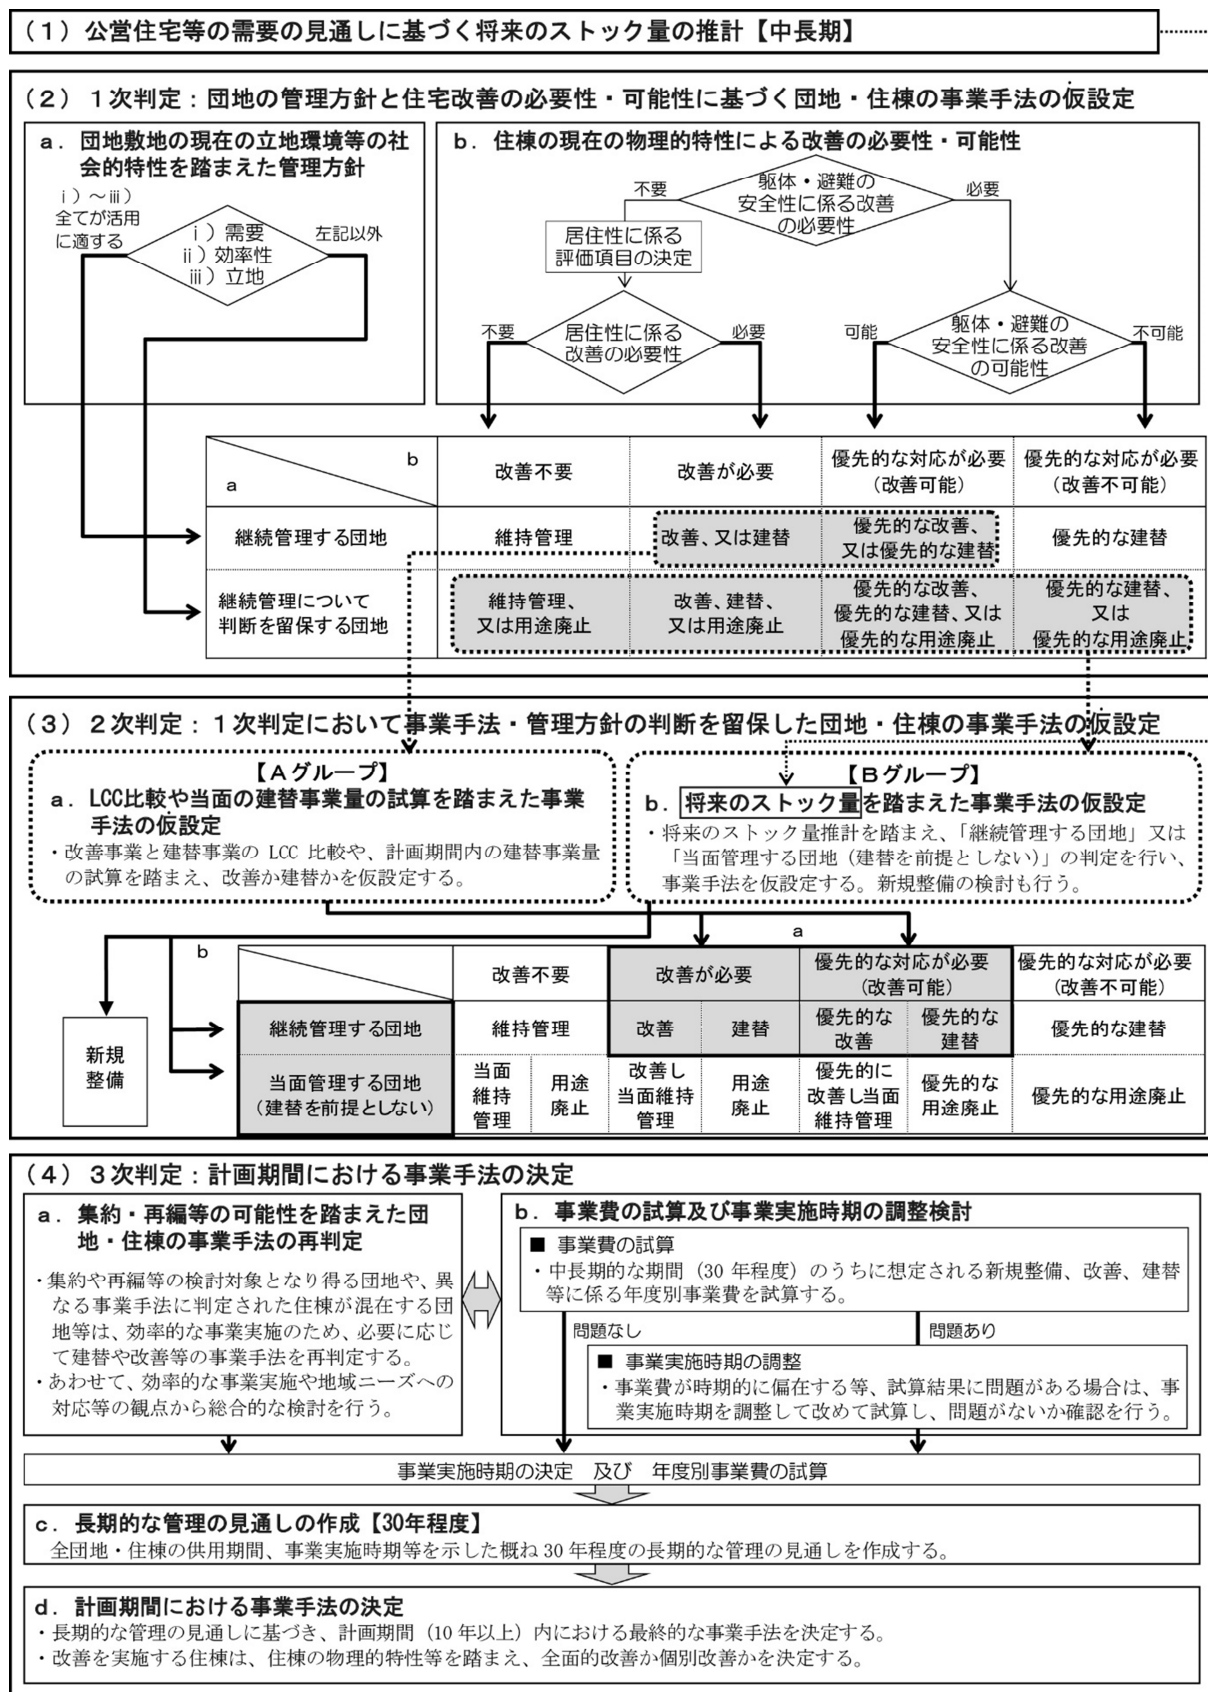 （１）公営住宅等の需要の見通しに基づく将来のストック量の推計【中長期】
（２）１次判定：団地の管理方針と住宅改善の必要性・可能性に基づく団地・住棟の事業手法の仮設定
a．団地敷地の現在の立地環境等の社
会的特性を踏まえた管理方針
ⅰ）～ⅲ）
全てが活用
に適する
ⅰ）需要
ⅱ）効率性
ⅲ）立地
左記以外
b．住棟の現在の物理的特性による改善の必要性・可能性
不要
躯体・避難の
安全性に係る改善
の必要性
必要
居住性に係る
評価項目の決定
不要
居住性に係る
改善の必要性
必要
可能
躯体・避難の
安全性に係る改善
の可能性
不可能
b
a
改善不要
改善が必要
優先的な対応が必要
（改善可能）
優先的な対応が必要
（改善不可能）
継続管理する団地
維持管理
改善、又は建替
優先的な改善、
又は優先的な建替
優先的な建替
継続管理について
判断を留保する団地
維持管理、
又は用途廃止
改善、建替、
又は用途廃止
優先的な改善、
優先的な建替、又は
優先的な用途廃止
優先的な建替、
又は
優先的な用途廃止
（３）２次判定：１次判定において事業手法・管理方針の判断を留保した団地・住棟の事業手法の仮設定
【Ａグループ】
a．LCC比較や当面の建替事業量の試算を踏まえた事業
手法の仮設定
・改善事業と建替事業の LCC 比較や、計画期間内の建替事業量
の試算を踏まえ、改善か建替かを仮設定する。
【Ｂグループ】
b．将来のストック量を踏まえた事業手法の仮設定
・将来のストック量推計を踏まえ、「継続管理する団地」又は
「当面管理する団地（建替を前提としない）」の判定を行い、
事業手法を仮設定する。新規整備の検討も行う。
b
a
新規
整備
改善不要
改善が必要
優先的な対応が必要
（改善可能）
優先的な対応が必要
（改善不可能）
継続管理する団地
維持管理
改善
建替
優先的な
改善
優先的な
建替
優先的な建替
当面管理する団地
（建替を前提としない）
当面
維持
管理
用途
廃止
改善し
当面維持
管理
用途
廃止
優先的に
改善し当面
維持管理
優先的な
用途廃止
優先的な用途廃止
（４）３次判定：計画期間における事業手法の決定
a．集約・再編等の可能性を踏まえた団
地・住棟の事業手法の再判定
・集約や再編等の検討対象となり得る団地や、異
なる事業手法に判定された住棟が混在する団
地等は、効率的な事業実施のため、必要に応じ
て建替や改善等の事業手法を再判定する。
・あわせて、効率的な事業実施や地域ニーズへの
対応等の観点から総合的な検討を行う。
b．事業費の試算及び事業実施時期の調整検討
■ 事業費の試算
・中長期的な期間（30 年程度）のうちに想定される新規整備、改善、建替
等に係る年度別事業費を試算する。
問題なし
問題あり
■ 事業実施時期の調整
・事業費が時期的に偏在する等、試算結果に問題がある場合は、事
業実施時期を調整して改めて試算し、問題がないか確認を行う。
事業実施時期の決定　及び　年度別事業費の試算
c．長期的な管理の見通しの作成【30年程度】
全団地・住棟の供用期間、事業実施時期等を示した概ね 30 年程度の長期的な管理の見通しを作成する。
d．計画期間における事業手法の決定
・長期的な管理の見通しに基づき、計画期間（10 年以上）内における最終的な事業手法を決定する。
・改善を実施する住棟は、住棟の物理的特性等を踏まえ、全面的改善か個別改善かを決定する。